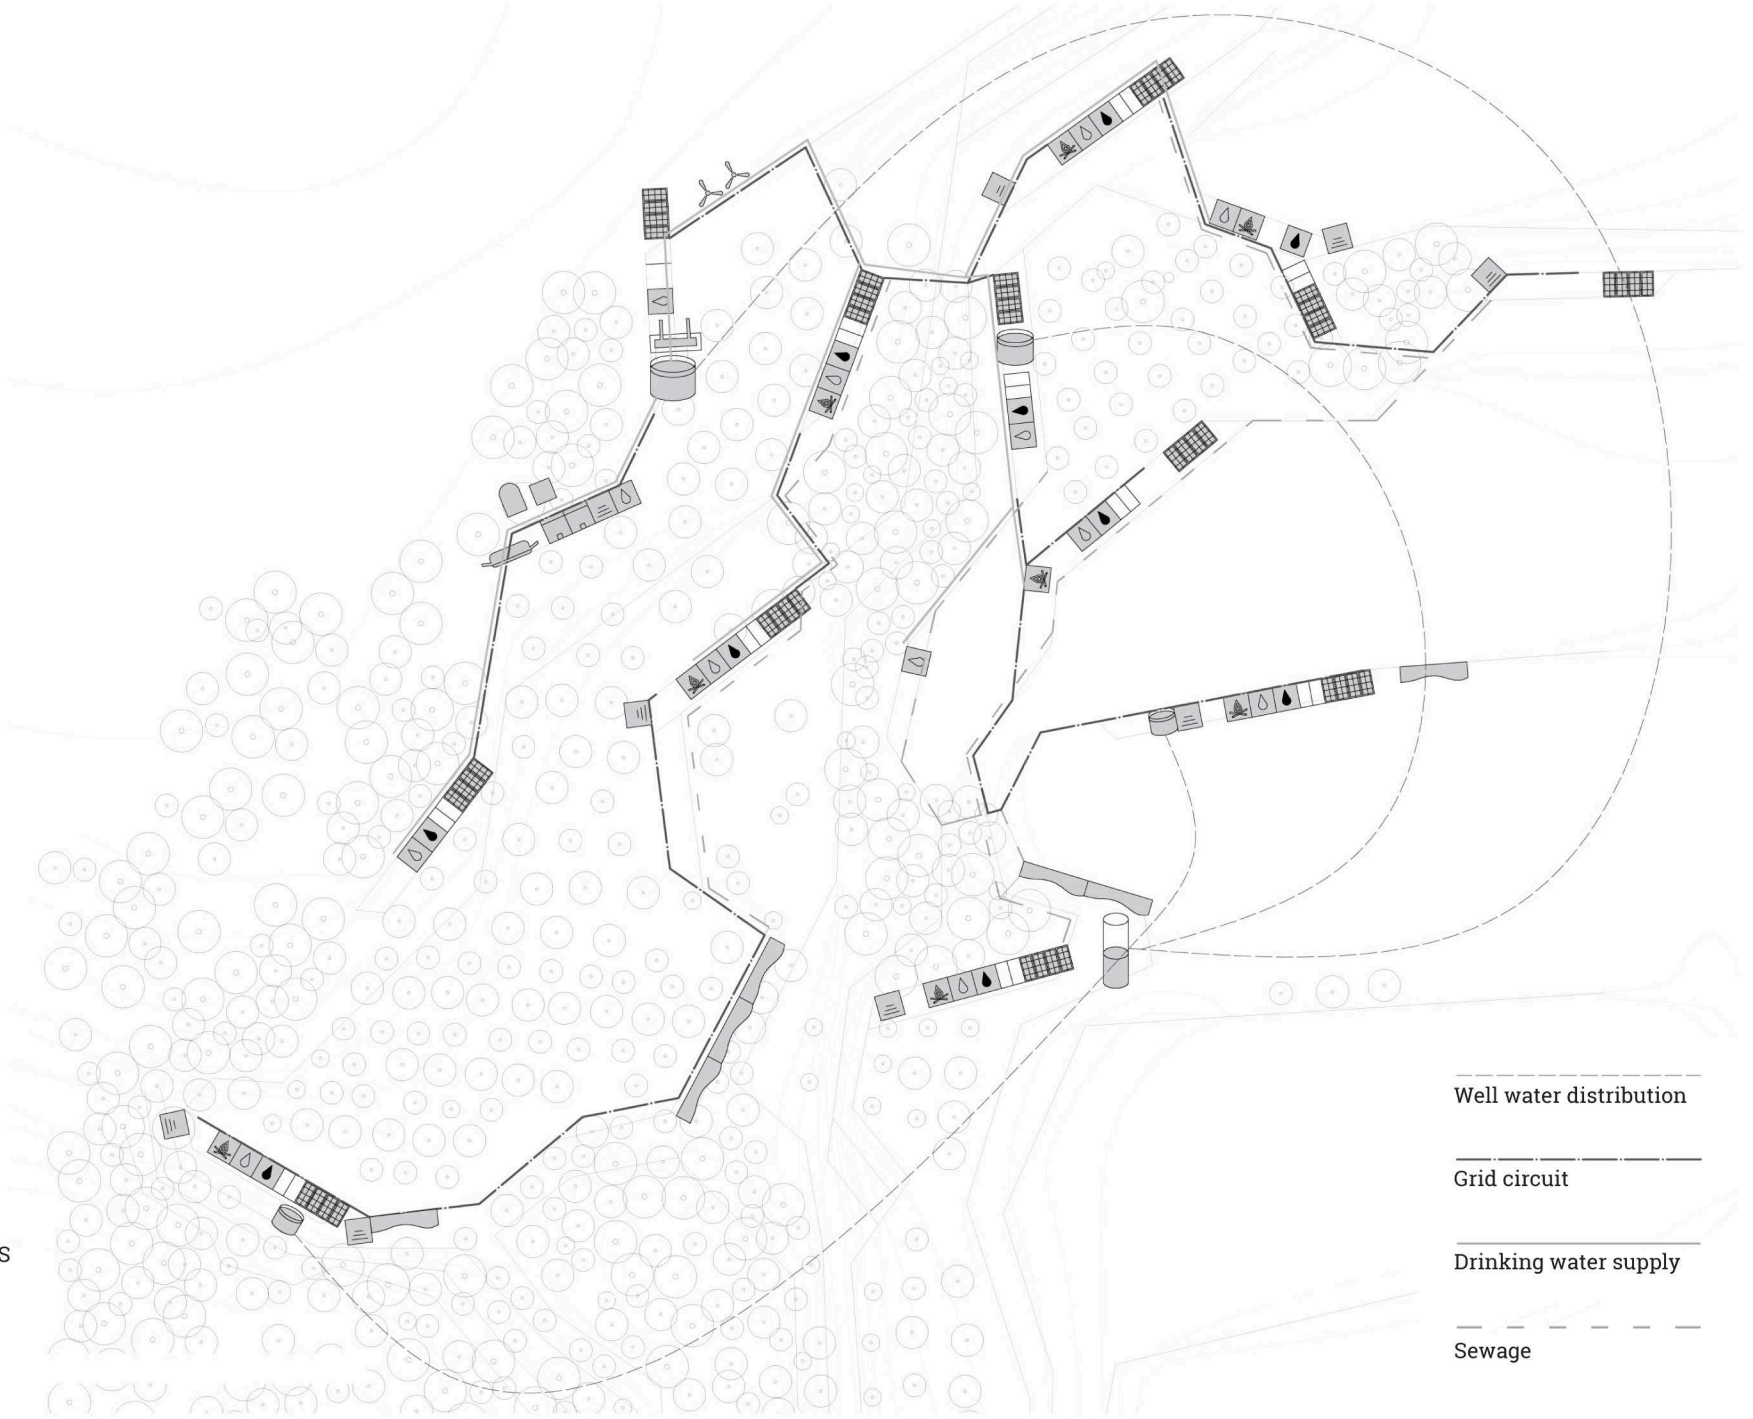 Well water distribution
Grid circuit
s
Drinking water supply
Sewage